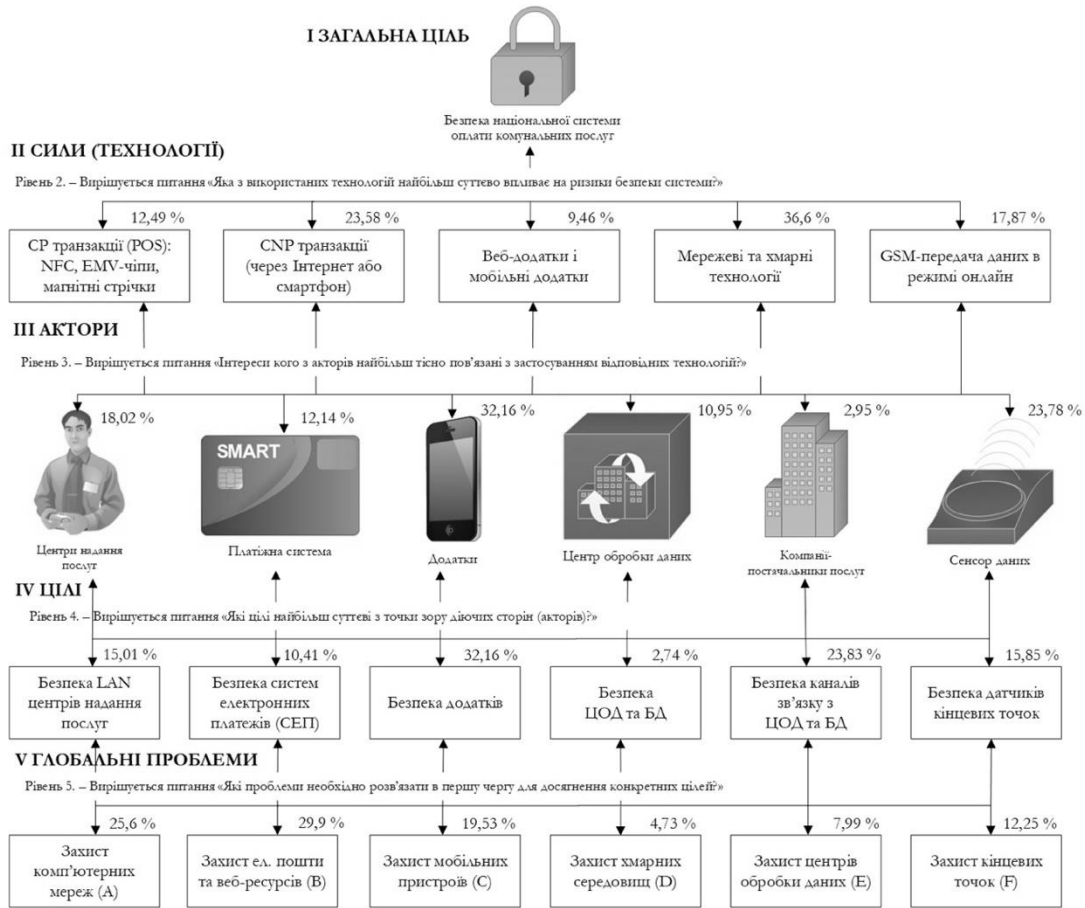 І ЗАГАЛЬНА ЦІЛЬ
Безпека національної системи
оплати комунальних послуг
ІІ СИЛИ (ТЕХНОЛОГІЇ)
Рівень 2. – Вирішується питання «Яка з використаних технологій найбільш суттєво впливає на ризики безпеки системи?»
12,49 %
23,58 %
9,46 %
36,6 %
17,87 %
CP транзакції (POS):
NFC, EMV-чіпи,
магнітні стрічки
CNP транзакції
(через Інтернет або
смартфон)
Веб-додатки і
мобільні додатки
Мережеві та хмарні
технології
GSM-передача даних в
режимі онлайн
ІІІ АКТОРИ
Рівень 3. – Вирішується питання «Інтереси кого з акторів найбільш тісно пов’язані з застосуванням відповідних технологій?»
18,02 %
12,14 %
32,16 %
10,95 %
2,95 %
23,78 %
SMART
Центри надання
послуг
Платіжна система
Додатки
Центр обробки даних
Компанії-
постачальники послуг
Сенсор даних
IV ЦІЛІ
Рівень 4. – Вирішується питання «Які цілі найбільш суттєві з точки зору діючих сторін (акторів)?»
15,01 %
10,41 %
32,16 %
2,74 %
23,83 %
15,85 %
Безпека LAN
центрів надання
послуг
Безпека систем
електронних
платежів (СЕП)
Безпека додатків
Безпека
ЦОД та БД
Безпека каналів
зв’язку з
ЦОД та БД
Безпека датчиків
кінцевих точок
V ГЛОБАЛЬНІ ПРОБЛЕМИ
Рівень 5. – Вирішується питання «Які проблеми необхідно розв’язати в першу чергу для досягнення конкретних цілей?»
25,6 %
29,9 %
19,53 %
4,73 %
7,99 %
12,25 %
Захист
комп’ютерних
мереж (А)
Захист ел. пошти
та веб-ресурсів (В)
Захист мобільних
пристроїв (С)
Захист хмарних
середовищ (D)
Захист центрів
обробки даних (Е)
Захист кінцевих
точок (F)